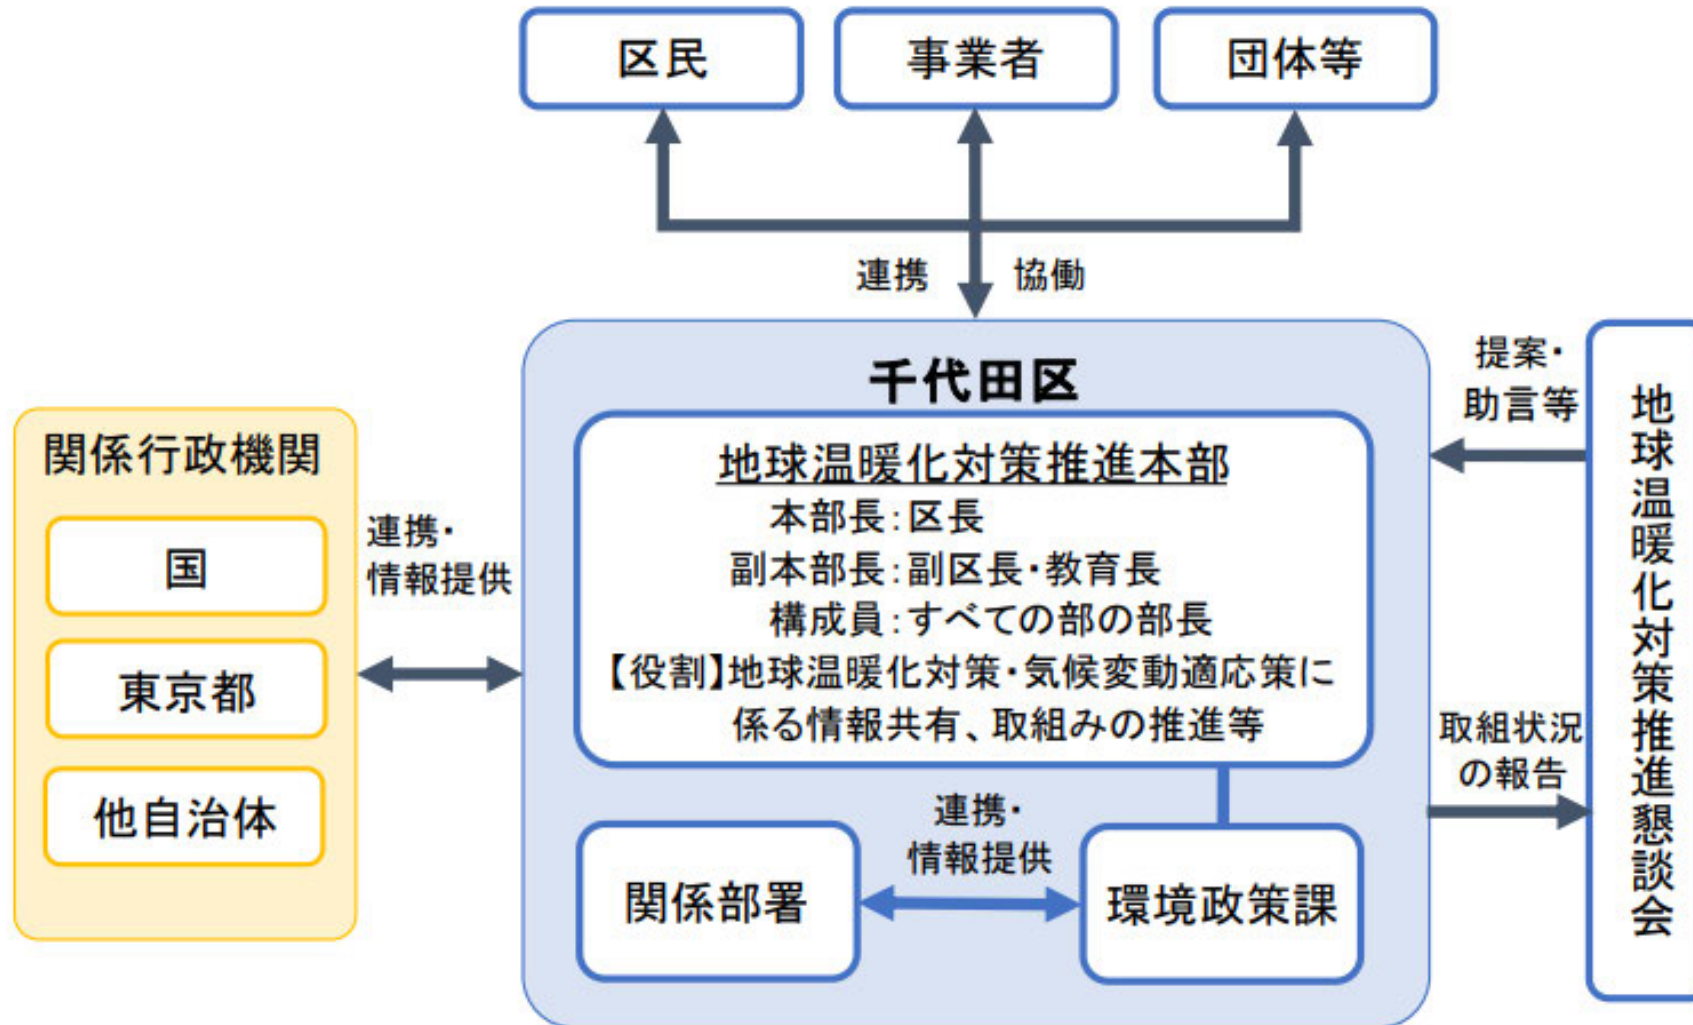 区民
事業者
団体等
連携
協働
千代田区
地球温暖化対策推進本部
本部長：区長
副本部長：副区長・教育長
構成員：すべての部の部長
【役割】地球温暖化対策・気候変動適応策に
係る情報共有、取組みの推進等
関係部署
連携・
情報提供
環境政策課
関係行政機関
国
東京都
他自治体
連携・
情報提供
提案・
助言等
取組状況
の報告
地球温暖化対策推進懇談会